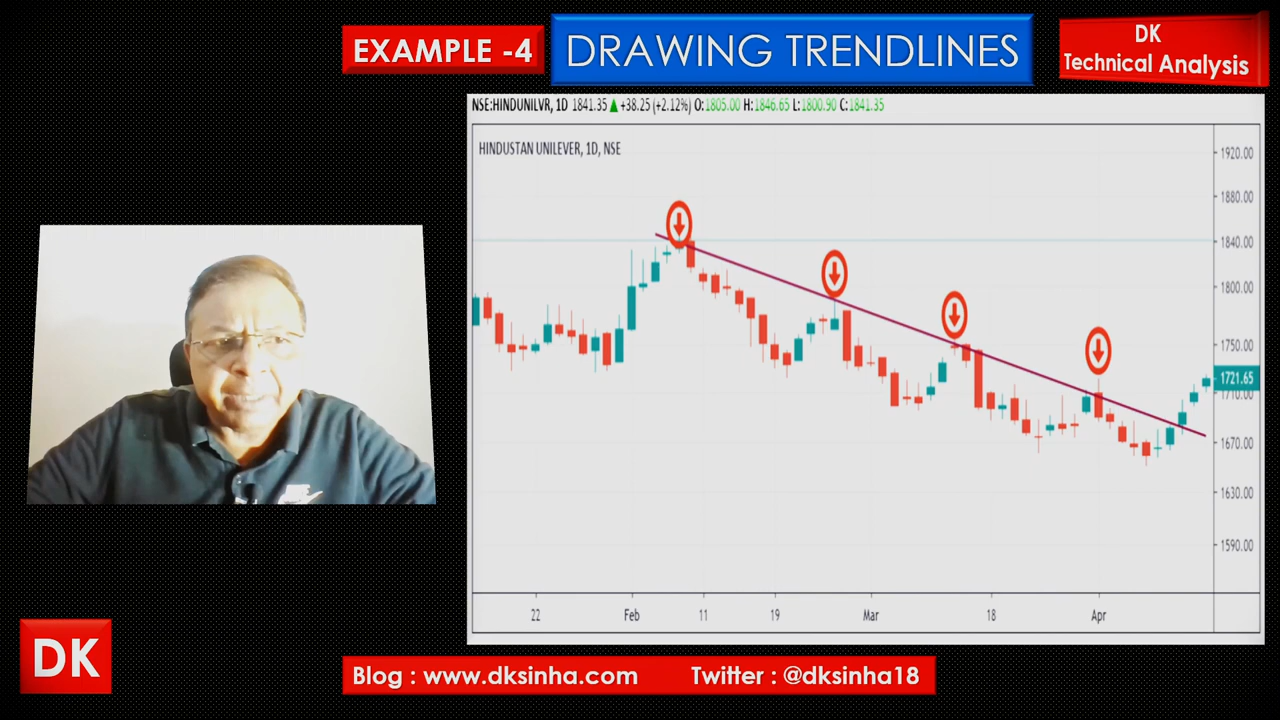 EXAMPLE -4
DRAWING TRENDLINES
DK
Technical Analysis
NSE:HINDUNILVR, 1D 1841.35 ▲ +38.25 (+2.12%) O:1805.00 H:1846.65 L:1800.90 C:1841.35
HINDUSTAN UNILEVER, 1D, NSE
1920.00
1880.00
1840.00
1800.00
1750.00
1721.65
1710.00
1670.00
1630.00
1590.00
22 Feb 11 19 Mar 18 Apr
DK
Blog : www.dksinha.com Twitter : @dksinha18